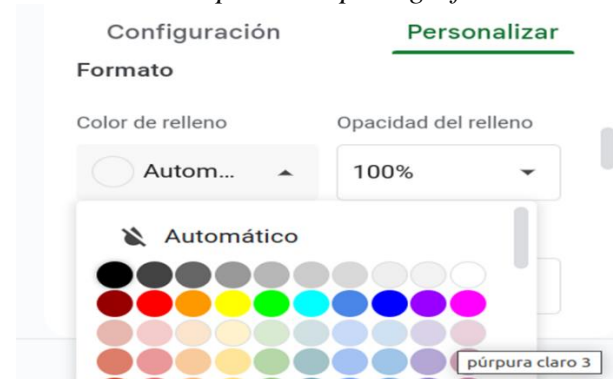 Configuración Personalizar
Formato
Color de relleno Opacidad del relleno
Autom... 100%
Automático
púrpura claro 3